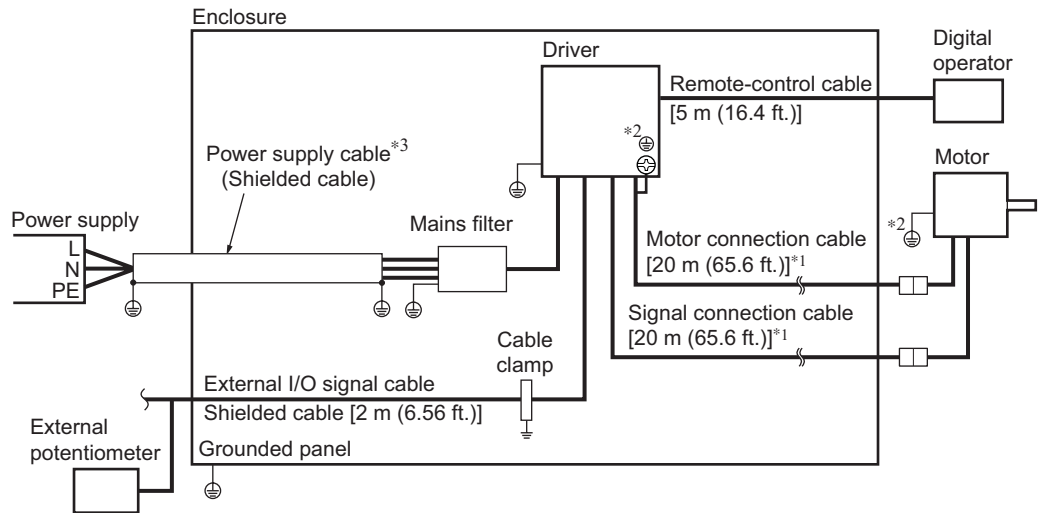 Enclosure
Driver
Digital
operator
Remote-control cable
[5 m (16.4 ft.)]
*2
Power supply cable*3
(Shielded cable)
Motor
Power supply
Mains filter
*2
L
N
PE
Motor connection cable
[20 m (65.6 ft.)]*1
Signal connection cable
[20 m (65.6 ft.)]*1
Cable
clamp
External I/O signal cable
Shielded cable [2 m (6.56 ft.)]
External
potentiometer
Grounded panel